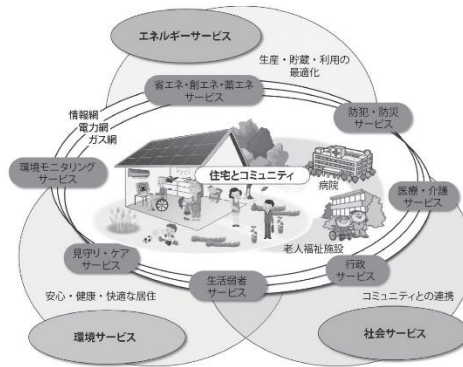 エネルギーサービス
生産・貯蔵・利用の
最適化
省エネ・創エネ・蓄エネ
サービス
情報網
電力網
ガス網
防犯・防災
サービス
環境モニタリング
サービス
住宅とコミュニティ
病院
医療・介護
サービス
老人福祉施設
見守り・ケア
サービス
生活弱者
サービス
行政
サービス
安心・健康・快適な居住
コミュニティとの連携
環境サービス
社会サービス